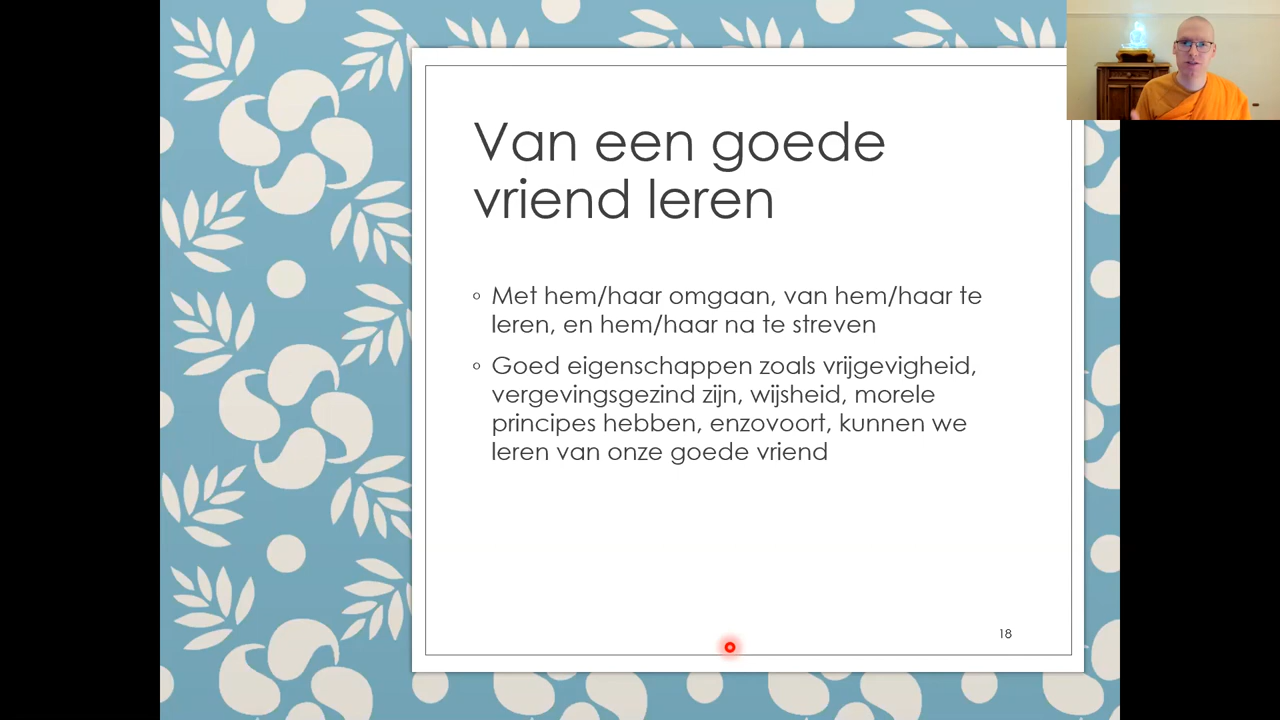 Van een goede
vriend leren
Met hem/haar omgaan, van hem/haar te
leren, en hem/haar na te streven
Goed eigenschappen zoals vrijgevigheid,
vergevingsgezind zijn, wijsheid, morele
principes hebben, enzovoort, kunnen we
leren van onze goede vriend
18